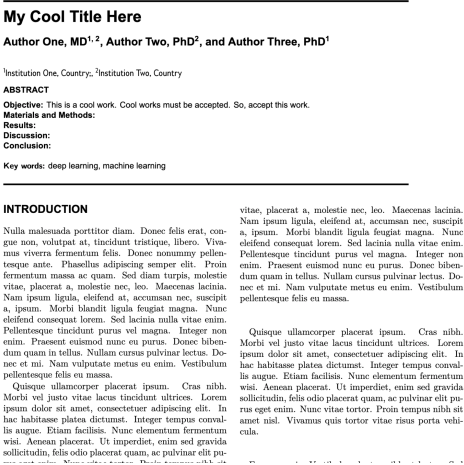 My Cool Title Here
Author One, MD1, 2, Author Two, PhD2, and Author Three, PhD1
1Institution One, Country;, 2Institution Two, Country
ABSTRACT
Objective: This is a cool work. Cool works must be accepted. So, accept this work.
Materials and Methods:
Results:
Discussion:
Conclusion:
Key words: deep learning, machine learning
INTRODUCTION
Nulla malesuada porttitor diam. Donec felis erat, con-
gue non, volutpat at, tincidunt tristique, libero. Viva-
mus viverra fermentum felis. Donec nonummy pellen-
tesque ante. Phasellus adipiscing semper elit. Proin
fermentum massa ac quam. Sed diam turpis, molestie
vitae, placerat a, molestie nec, leo. Maecenas lacinia.
Nam ipsum ligula, eleifend at, accumsan nec, suscipit
a, ipsum. Morbi blandit ligula feugiat magna. Nunc
eleifend consequat lorem. Sed lacinia nulla vitae enim.
Pellentesque tincidunt purus vel magna. Integer non
enim. Praesent euismod nunc eu purus. Donec biben-
dum quam in tellus. Nullam cursus pulvinar lectus. Do-
nec et mi. Nam vulputate metus eu enim. Vestibulum
pellentesque felis eu massa.
Quisque ullamcorper placerat ipsum. Cras nibh.
Morbi vel justo vitae lacus tincidunt ultrices. Lorem
ipsum dolor sit amet, consectetuer adipiscing elit. In
hac habitasse platea dictumst. Integer tempus conval-
lis augue. Etiam facilisis. Nunc elementum fermentum
wisi. Aenean placerat. Ut imperdiet, enim sed gravida
sollicitudin, felis odio placerat quam, ac pulvinar elit pu-
vitae, placerat a, molestie nec, leo. Maecenas lacinia.
Nam ipsum ligula, eleifend at, accumsan nec, suscipit
a, ipsum. Morbi blandit ligula feugiat magna. Nunc
eleifend consequat lorem. Sed lacinia nulla vitae enim.
Pellentesque tincidunt purus vel magna. Integer non
enim. Praesent euismod nunc eu purus. Donec biben-
dum quam in tellus. Nullam cursus pulvinar lectus. Do-
nec et mi. Nam vulputate metus eu enim. Vestibulum
pellentesque felis eu massa.
Quisque ullamcorper placerat ipsum. Cras nibh.
Morbi vel justo vitae lacus tincidunt ultrices. Lorem
ipsum dolor sit amet, consectetuer adipiscing elit. In
hac habitasse platea dictumst. Integer tempus conval-
lis augue. Etiam facilisis. Nunc elementum fermentum
wisi. Aenean placerat. Ut imperdiet, enim sed gravida
sollicitudin, felis odio placerat quam, ac pulvinar elit pu-
rus eget enim. Nunc vitae tortor. Proin tempus nibh sit
amet nisl. Vivamus quis tortor vitae risus porta vehi-
cula.